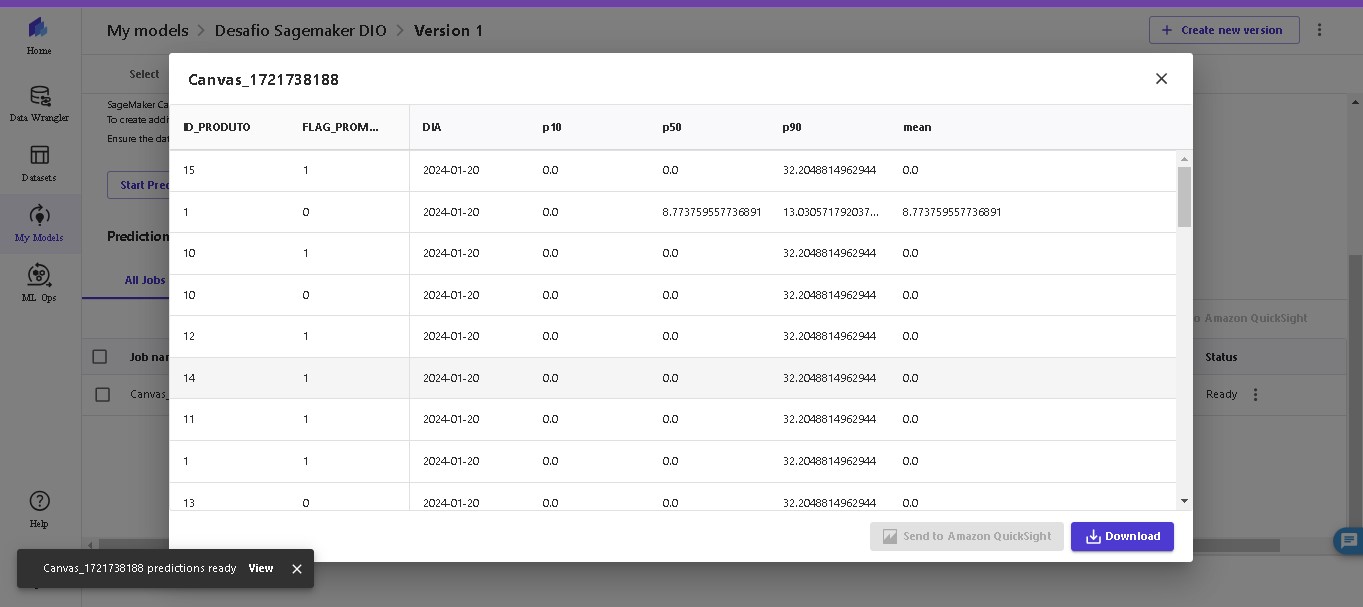 My models > Desafio Sagemaker DIO > Version 1
+ Create new version
Home
Data Wrangler
Datasets
My Models
ML Ops
Help
Select
SageMaker Ca
To create addi
Ensure the dat
Start Prec
Prediction
All Jobs
Job nar
Canvas_
Canvas_1721738188
ID_PRODUTO FLAG_PROM... DIA p10 p50 p90 mean
15 1 2024-01-20 0.0 0.0 32.2048814962944 0.0
1 0 2024-01-20 0.0 8.773759557736891 13.030571792037... 8.773759557736891
10 1 2024-01-20 0.0 0.0 32.2048814962944 0.0
10 0 2024-01-20 0.0 0.0 32.2048814962944 0.0
12 1 2024-01-20 0.0 0.0 32.2048814962944 0.0
14 1 2024-01-20 0.0 0.0 32.2048814962944 0.0
11 1 2024-01-20 0.0 0.0 32.2048814962944 0.0
1 1 2024-01-20 0.0 0.0 32.2048814962944 0.0
13 0 2024-01-20 0.0 0.0 32.2048814962944 0.0
Send to Amazon QuickSight
Download
o Amazon QuickSight
Status
Ready
Canvas_1721738188 predictions ready View